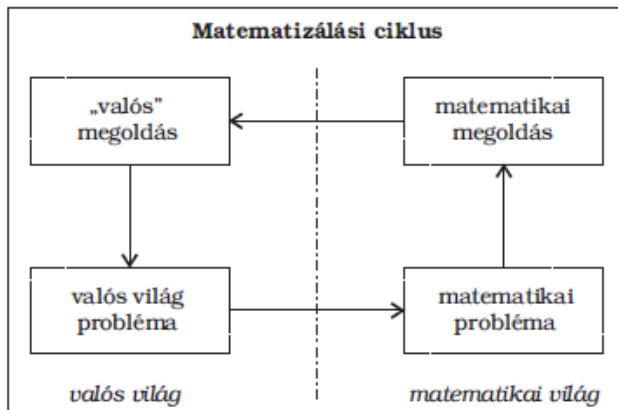 Matematizálási ciklus
„valós”
megoldás
matematikai
megoldás
valós világ
probléma
matematikai
probléma
valós világ
matematikai világ